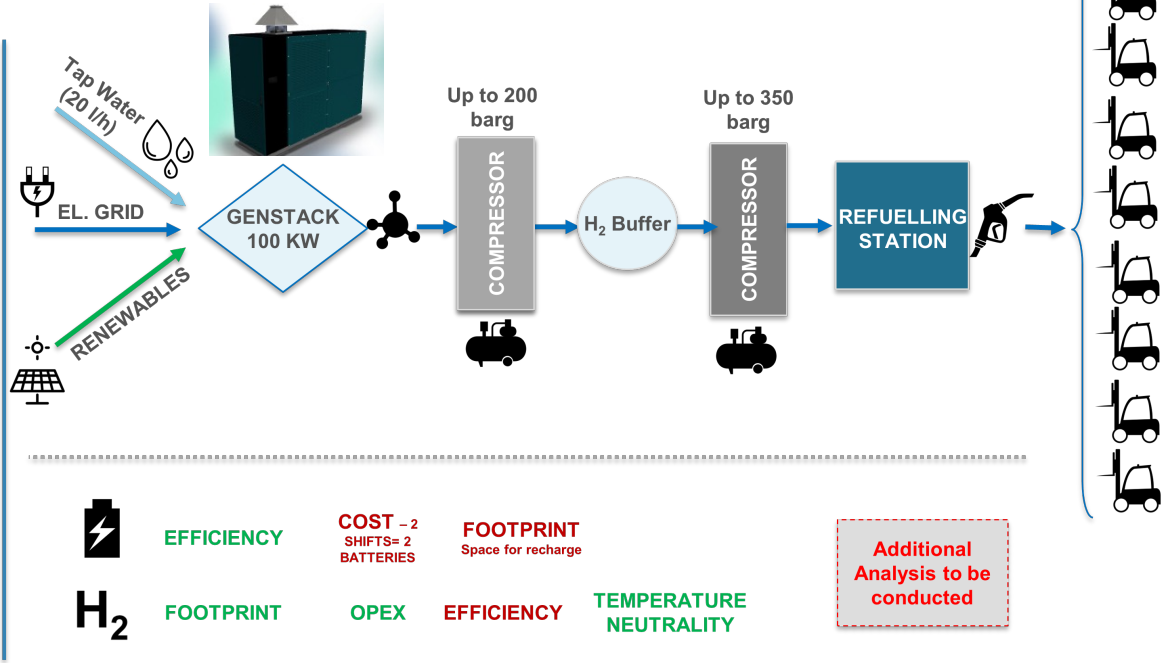 Tap Water
(20 l/h)
EL. GRID
RENEWABLES
GENSTACK
100 KW
Up to 200
barg
COMPRESSOR
H₂ Buffer
Up to 350
barg
COMPRESSOR
REFUELLING
STATION
EFFICIENCY
COST – 2
SHIFTS= 2
BATTERIES
FOOTPRINT
Space for recharge
H₂
FOOTPRINT
OPEX
EFFICIENCY
TEMPERATURE
NEUTRALITY
Additional
Analysis to be
conducted